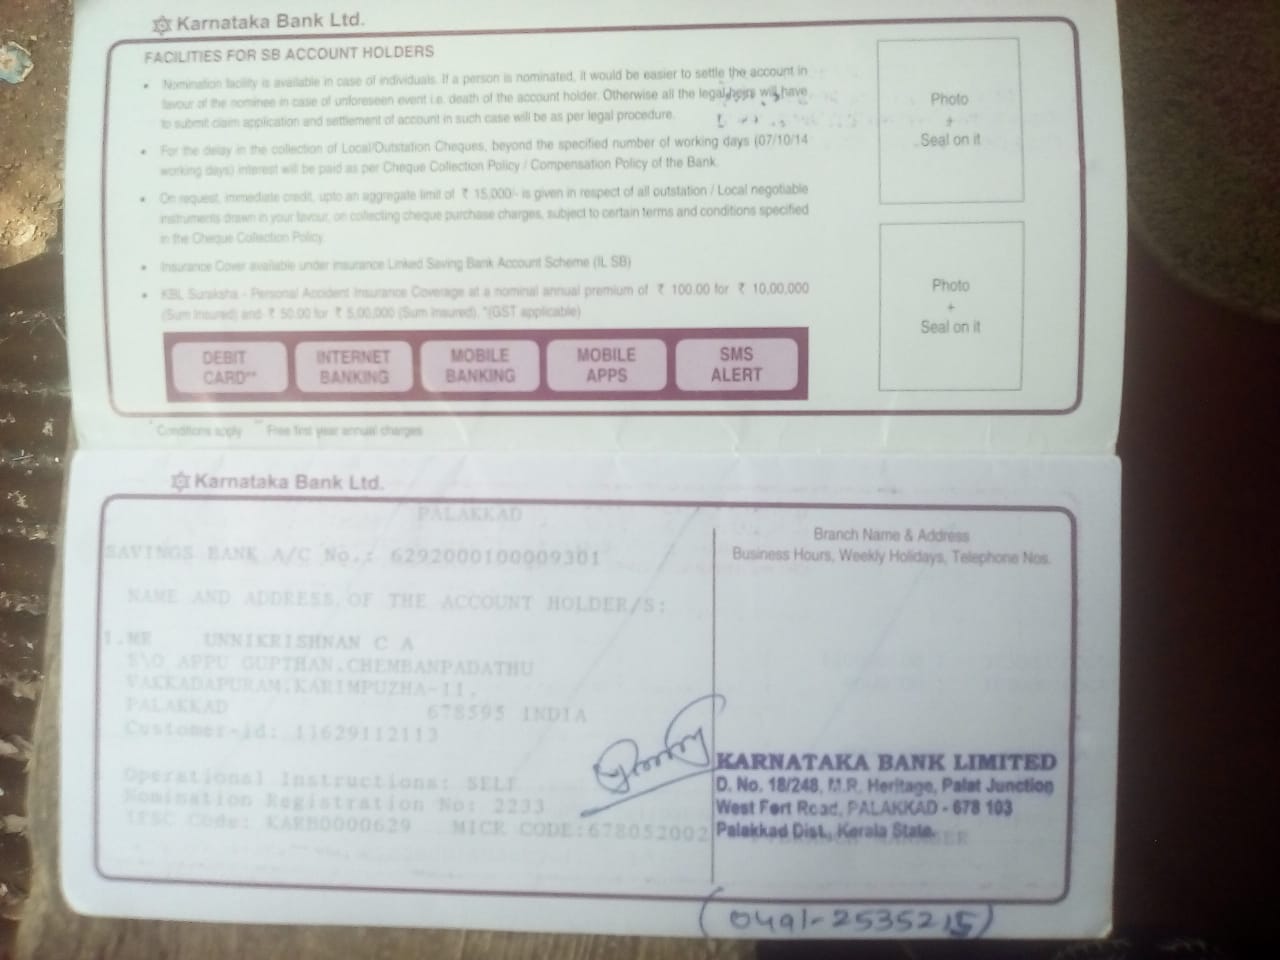 Karnataka Bank Ltd.
FACILITIES FOR SB ACCOUNT HOLDERS
• Nomination facility is available in case of individuals. If a person is nominated, it would be easier to settle the account in
favour of the nominee in case of unforeseen event i.e. death of the account holder. Otherwise all the legal heirs will have
to submit claim application and settlement of account in such case will be as per legal procedure.
• For the delay in the collection of Local/Outstation Cheques, beyond the specified number of working days (07/10/14
working days) interest will be paid as per Cheque Collection Policy / Compensation Policy of the Bank.
• On request, immediate credit, upto an aggregate limit of ₹ 15,000/- is given in respect of all outstation / Local negotiable
instruments drawn in your favour, on collecting cheque purchase charges, subject to certain terms and conditions specified
in the Cheque Collection Policy.
• Insurance Cover available under insurance Linked Saving Bank Account Scheme (IL SB)
• KBL Suraksha - Personal Accident Insurance Coverage at a nominal annual premium of ₹ 100.00 for ₹ 10,00,000
(Sum Insured) and ₹ 50.00 for ₹ 5,00,000 (Sum insured), *(GST applicable)
DEBIT
CARD**
INTERNET
BANKING
MOBILE
BANKING
MOBILE
APPS
SMS
ALERT
* Conditions apply ** Free first year annual charges
Photo
+
Seal on it
Photo
+
Seal on it
Karnataka Bank Ltd.
PALAKKAD
SAVINGS BANK A/C No.: 6292000100009301
NAME AND ADDRESS OF THE ACCOUNT HOLDER/S:
1.MR UNNIKRISHNAN C A
S\O APPU GUPTHAN.CHEMBANPADATHU
VAKKADAPURAM.KARIMPUZHA-II.
PALAKKAD 678595 INDIA
Customer-id: 11629112113
Operational Instructions: SELF
Nomination Registration No: 2233
IFSC Code: KARB0000629 MICR CODE:678052002
Branch Name & Address
Business Hours, Weekly Holidays, Telephone Nos.
KARNATAKA BANK LIMITED
D. No. 18/248, M.R. Heritage, Palat Junction
West Fort Road, PALAKKAD - 678 103
Palakkad Dist., Kerala State.
(0491-2535215)